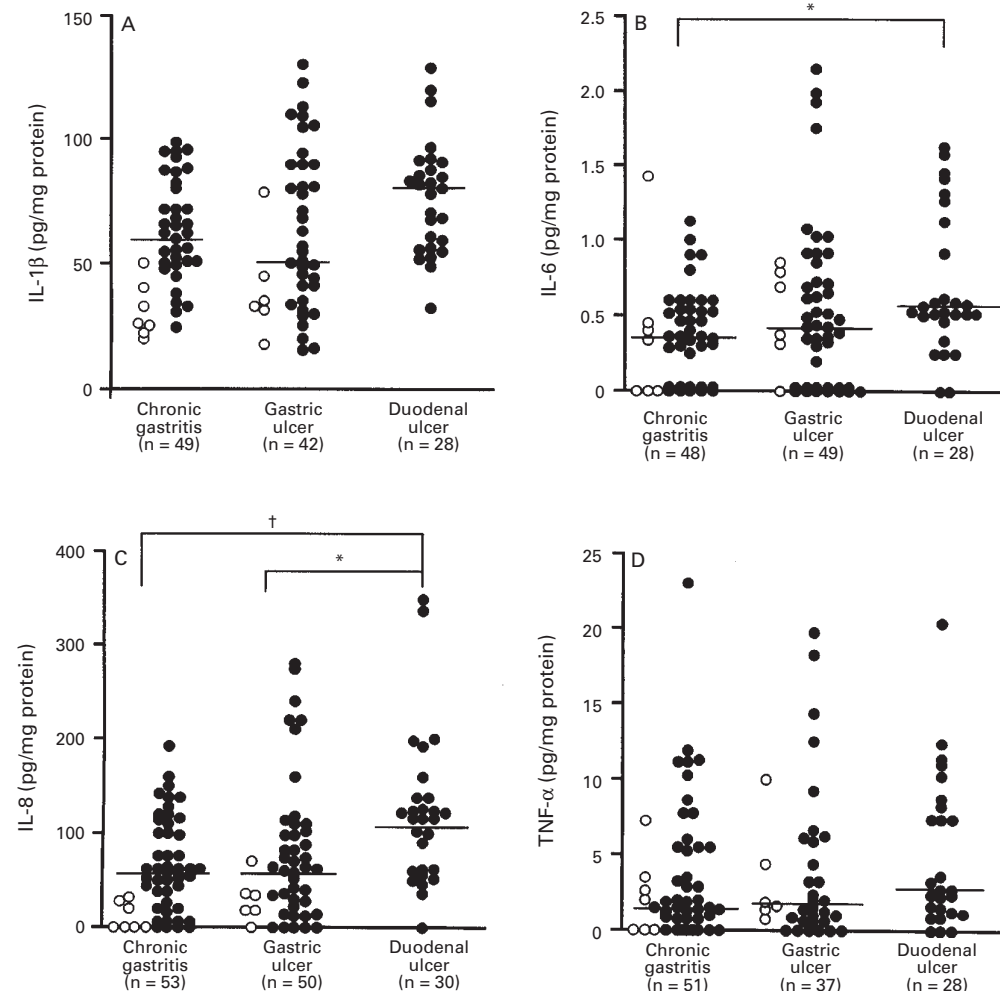 A
IL-1β (pg/mg protein)
150
100
50
0
Chronic
gastritis
(n = 49)
Gastric
ulcer
(n = 42)
Duodenal
ulcer
(n = 28)
B
*
IL-6 (pg/mg protein)
2.5
2.0
1.5
1.0
0.5
0
Chronic
gastritis
(n = 48)
Gastric
ulcer
(n = 49)
Duodenal
ulcer
(n = 28)
C
†
*
IL-8 (pg/mg protein)
400
300
200
100
0
Chronic
gastritis
(n = 53)
Gastric
ulcer
(n = 50)
Duodenal
ulcer
(n = 30)
D
TNF-α (pg/mg protein)
25
20
15
10
5
0
Chronic
gastritis
(n = 51)
Gastric
ulcer
(n = 37)
Duodenal
ulcer
(n = 28)